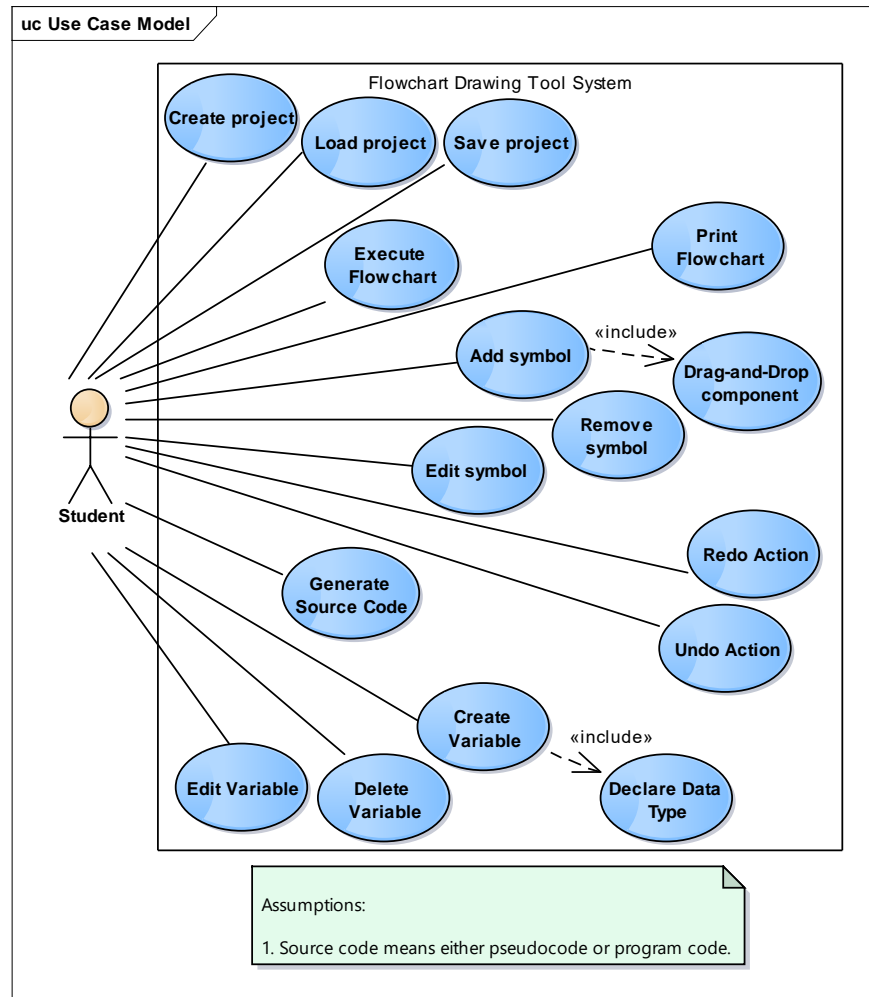 uc Use Case Model
Flowchart Drawing Tool System
Create project
Load project
Save project
Print
Flowchart
Execute
Flowchart
«include»
Add symbol
Drag-and-Drop
component
Remove
symbol
Edit symbol
Student
Redo Action
Generate
Source Code
Undo Action
Create
Variable
«include»
Edit Variable
Delete
Variable
Declare Data
Type
Assumptions:
1. Source code means either pseudocode or program code.